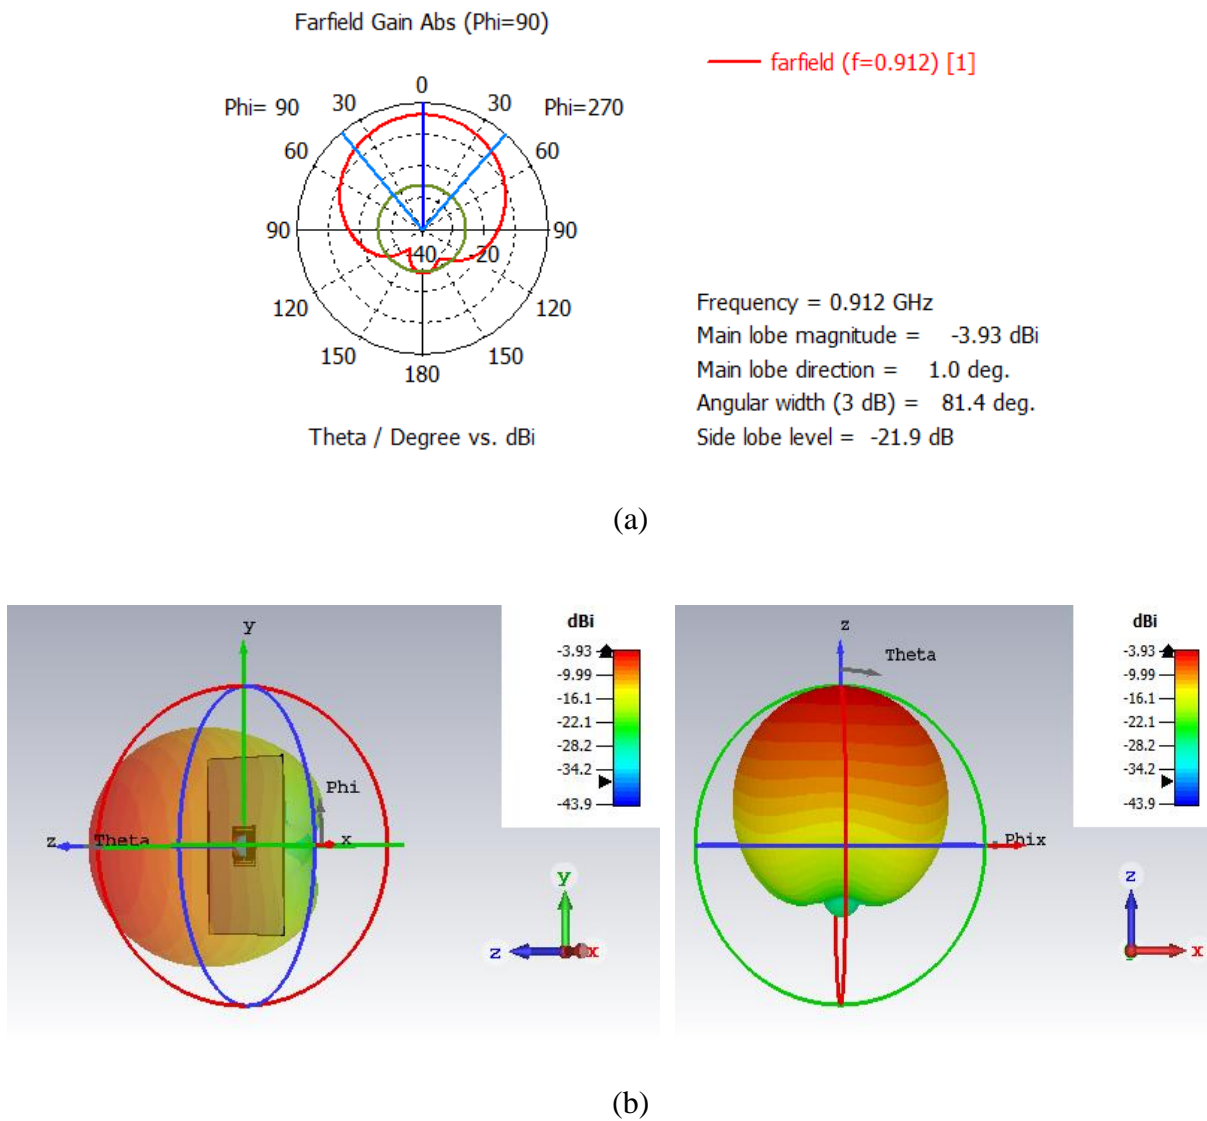 Farfield Gain Abs (Phi=90)
farfield (f=0.912) [1]
0
Phi= 90 30 30 Phi=270
60 60
90 -40 -20 90
120 120
150 150
180
Theta / Degree vs. dBi
Frequency = 0.912 GHz
Main lobe magnitude = -3.93 dBi
Main lobe direction = 1.0 deg.
Angular width (3 dB) = 81.4 deg.
Side lobe level = -21.9 dB
(a)
y
Phi
z Theta x
dBi
-3.93
-9.99
-16.1
-22.1
-28.2
-34.2
-43.9
y
z x
z
Theta
Phix
dBi
-3.93
-9.99
-16.1
-22.1
-28.2
-34.2
-43.9
z
x
(b)